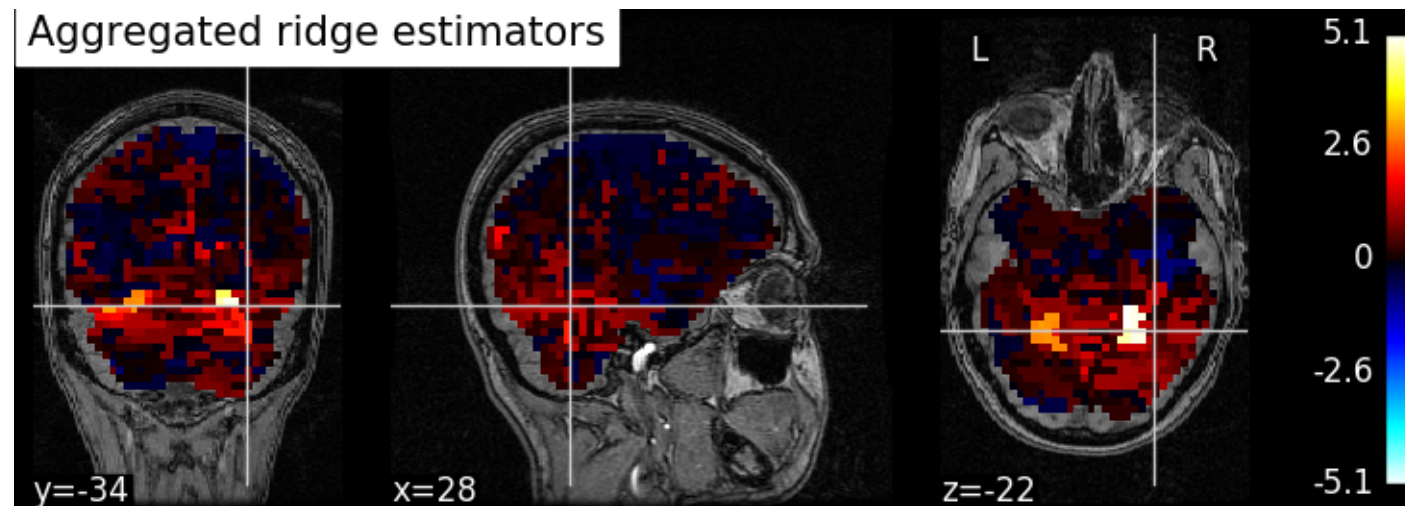 Aggregated ridge estimators
L R
5.1
2.6
0
-2.6
-5.1
y=-34 x=28 z=-22